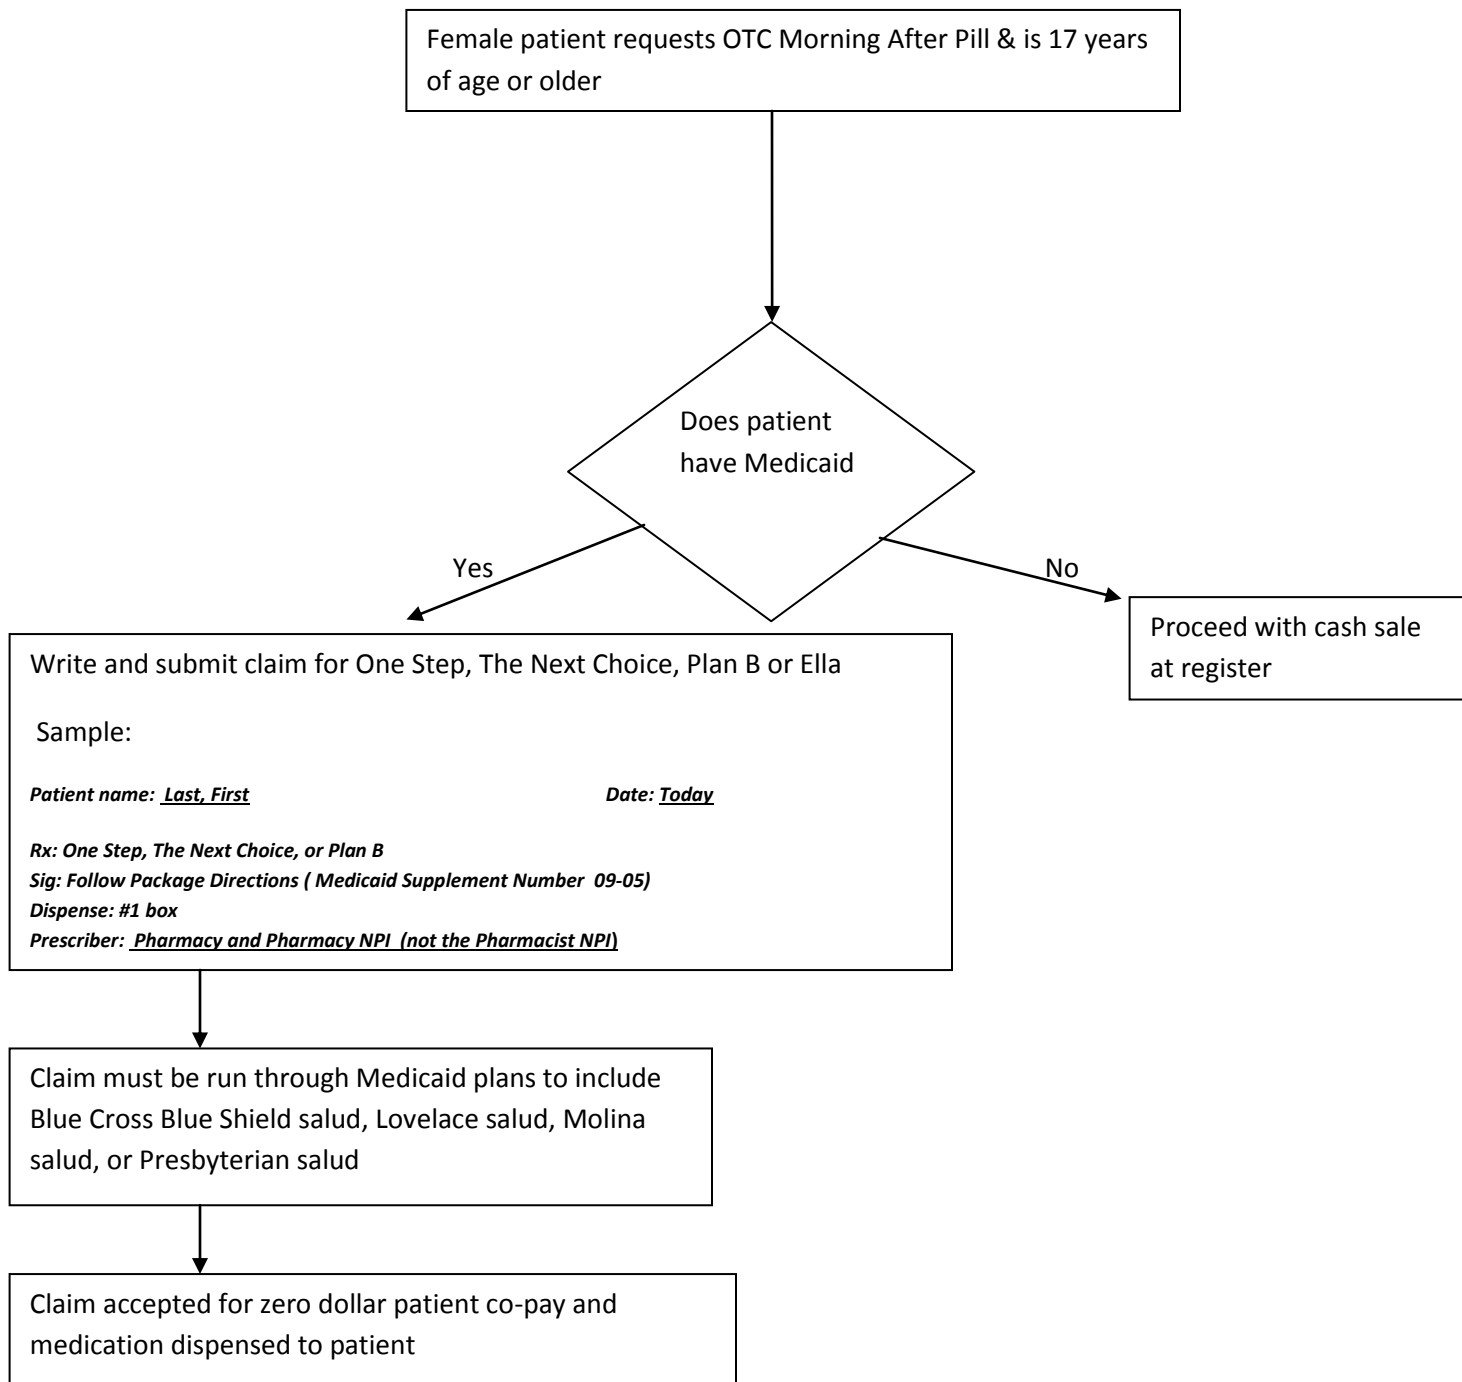 Female patient requests OTC Morning After Pill & is 17 years
of age or older
Does patient
have Medicaid
Yes
No
Proceed with cash sale
at register
Write and submit claim for One Step, The Next Choice, Plan B or Ella
Sample:
Patient name: Last, First Date: Today
Rx: One Step, The Next Choice, or Plan B
Sig: Follow Package Directions ( Medicaid Supplement Number 09-05)
Dispense: #1 box
Prescriber: Pharmacy and Pharmacy NPI (not the Pharmacist NPI)
Claim must be run through Medicaid plans to include
Blue Cross Blue Shield salud, Lovelace salud, Molina
salud, or Presbyterian salud
Claim accepted for zero dollar patient co-pay and
medication dispensed to patient